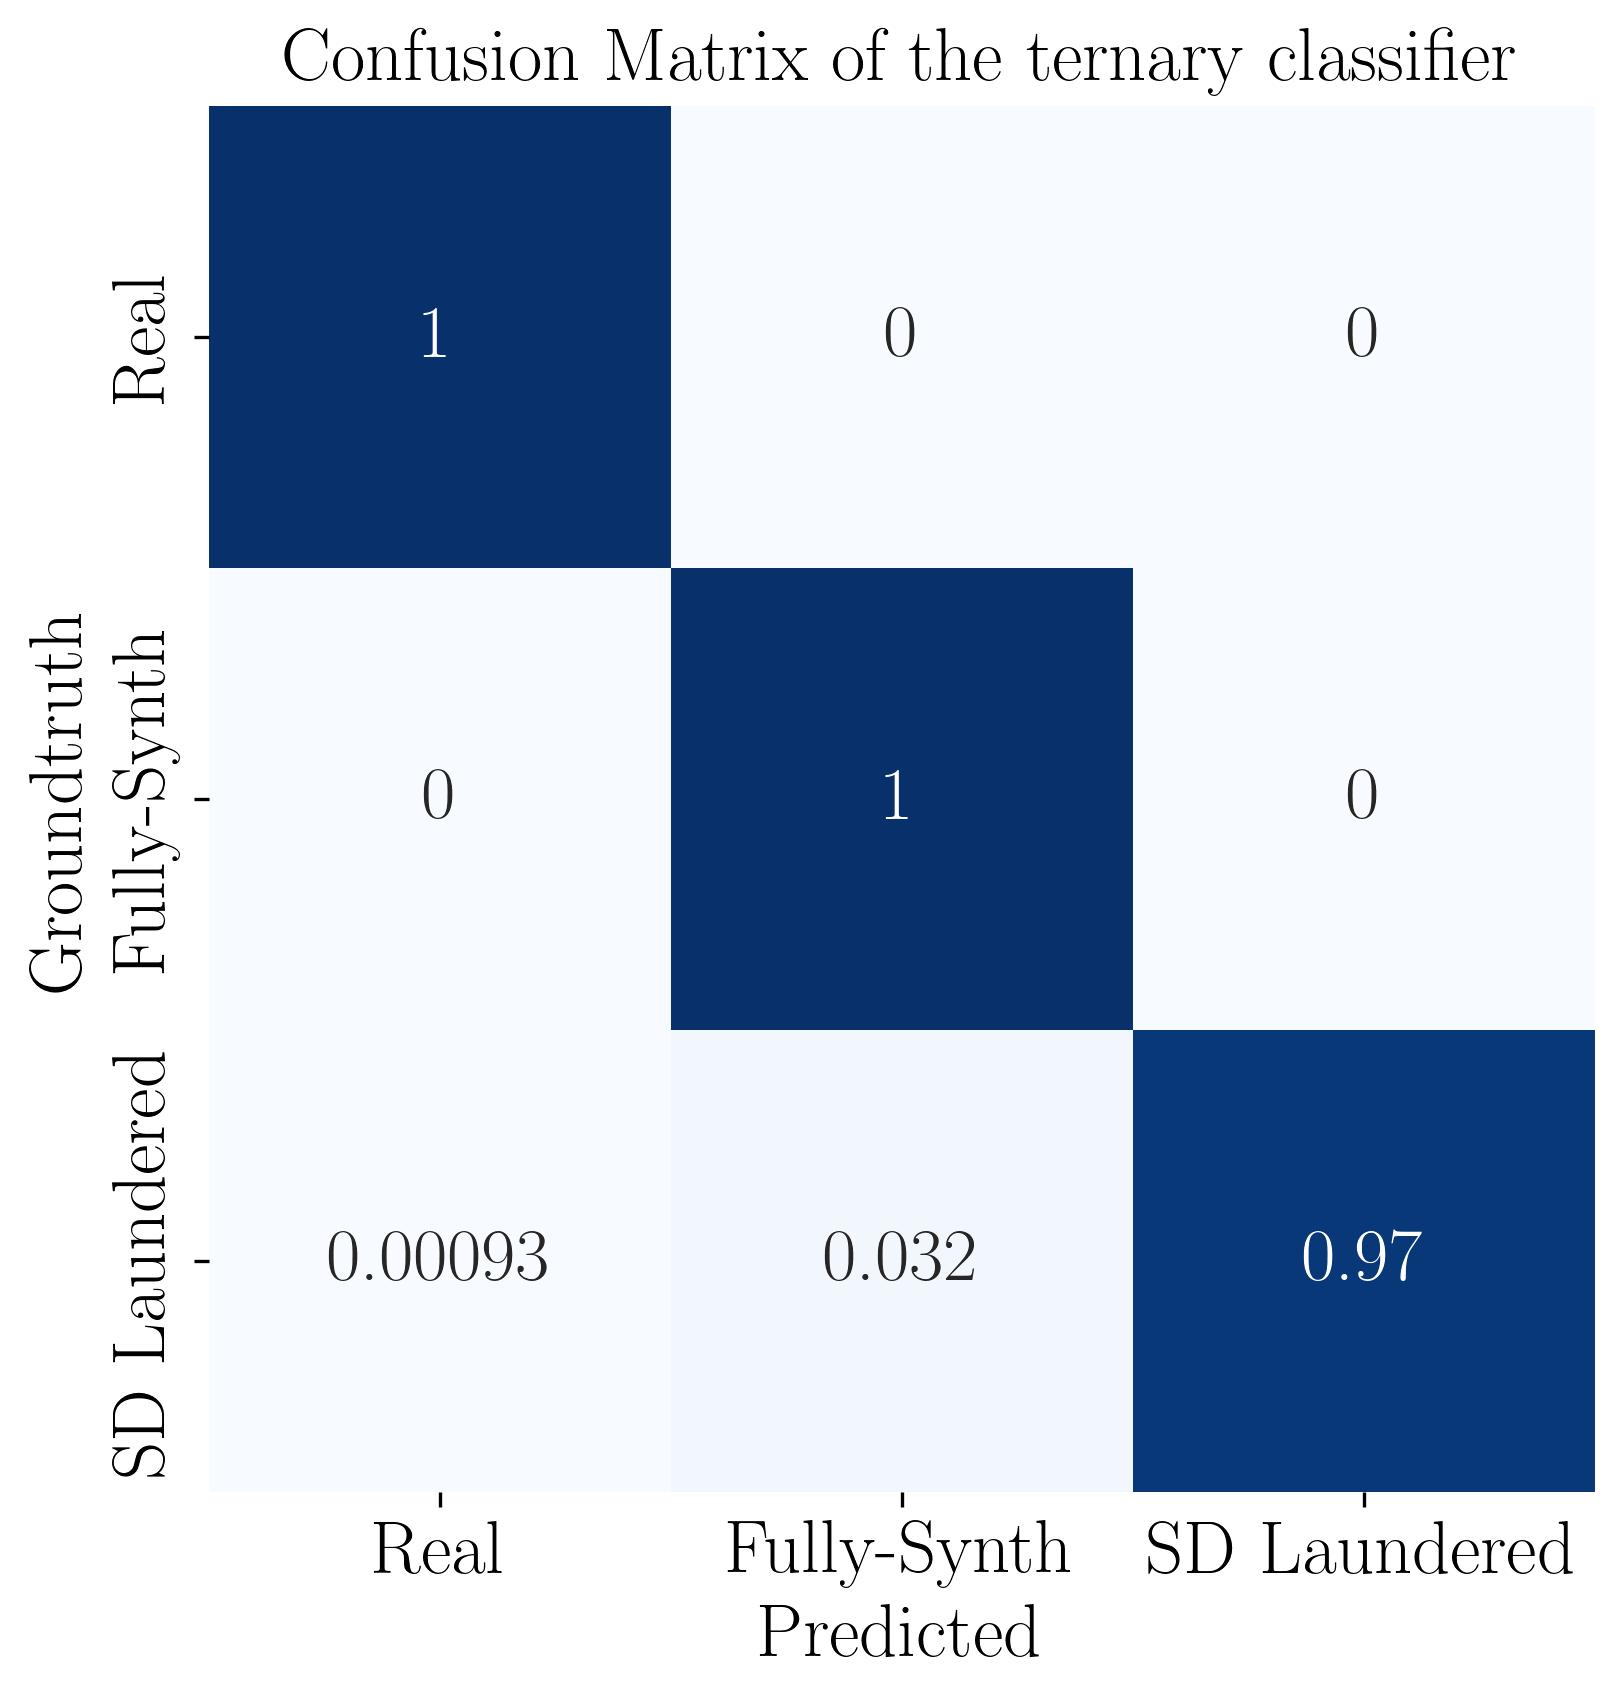 Confusion Matrix of the ternary classifier
Groundtruth
Real
1
0
0
Fully-Synth
0
1
0
SD Laundered
0.00093
0.032
0.97
Real
Fully-Synth
SD Laundered
Predicted